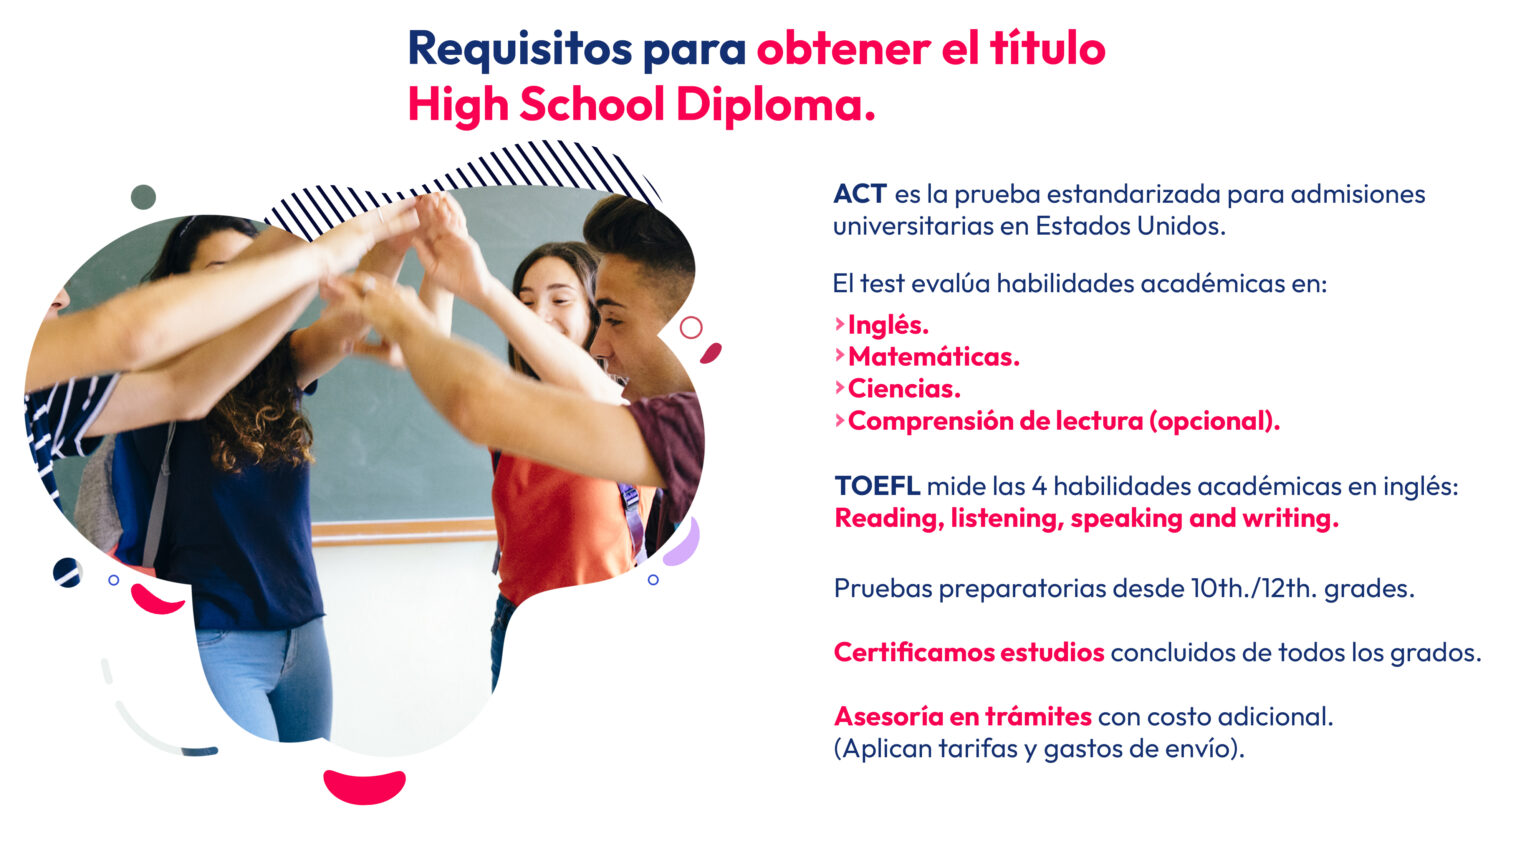 Requisitos para obtener el título
High School Diploma.
ACT es la prueba estandarizada para admisiones
universitarias en Estados Unidos.
El test evalúa habilidades académicas en:
> Inglés.
> Matemáticas.
> Ciencias.
> Comprensión de lectura (opcional).
TOEFL mide las 4 habilidades académicas en inglés:
Reading, listening, speaking and writing.
Pruebas preparatorias desde 10th./12th. grades.
Certificamos estudios concluidos de todos los grados.
Asesoría en trámites con costo adicional.
(Aplican tarifas y gastos de envío).